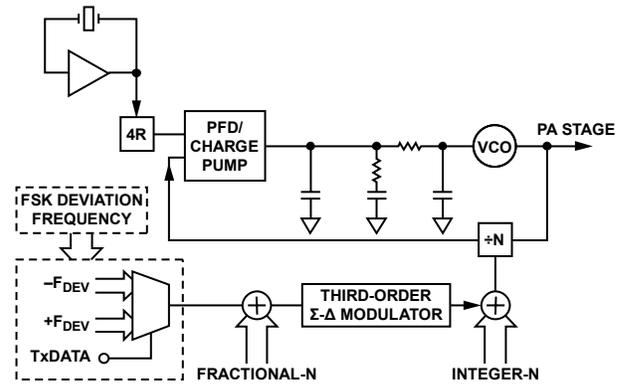 4R
PFD/
CHARGE
PUMP
VCO
PA STAGE
FSK DEVIATION
FREQUENCY
÷N
–FDEV
+FDEV
TxDATA
THIRD-ORDER
Σ-Δ MODULATOR
FRACTIONAL-N
INTEGER-N